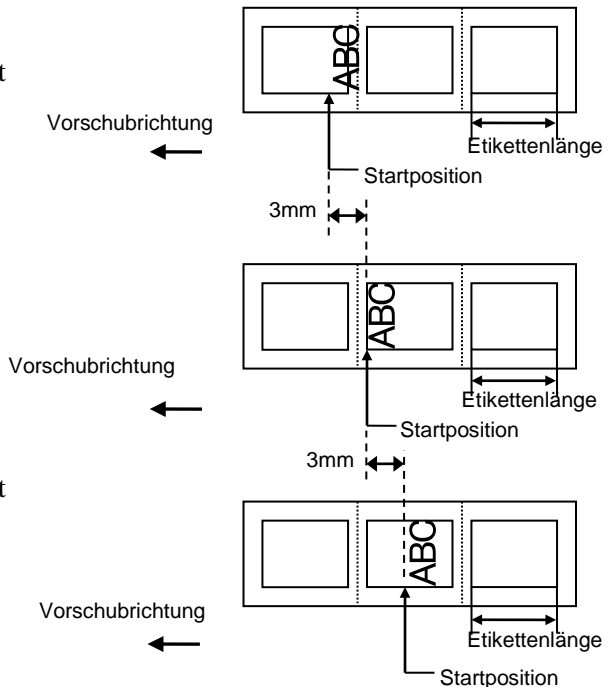 ABC
t
Vorschubrichtung
Etikettenlänge
Startposition
3mm
ABC
Vorschubrichtung
Etikettenlänge
Startposition
3mm
t
ABC
Vorschubrichtung
Etikettenlänge
Startposition